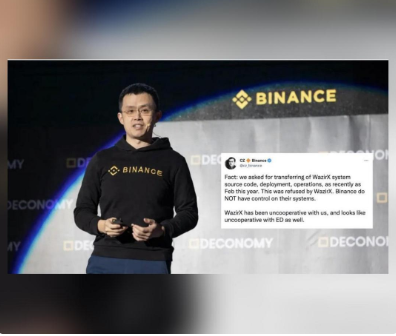 BINANCE
BINANCE
CZ Binance
@cz_binance
Fact: we asked for transferring of WazirX system
source code, deployment, operations, as recently as
Feb this year. This was refused by WazirX. Binance do
NOT have control on their systems.
WazirX has been uncooperative with us, and looks like
uncooperative with ED as well.
DECONOMY
DECONOMY
DECONOMY
DECO